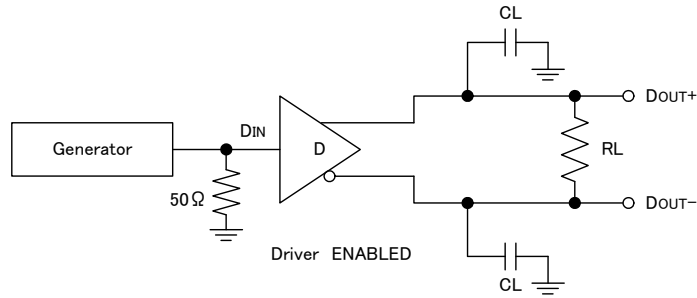 CL
DOUT+
DIN
Generator
D
RL
50Ω
DOUT−
Driver ENABLED
CL